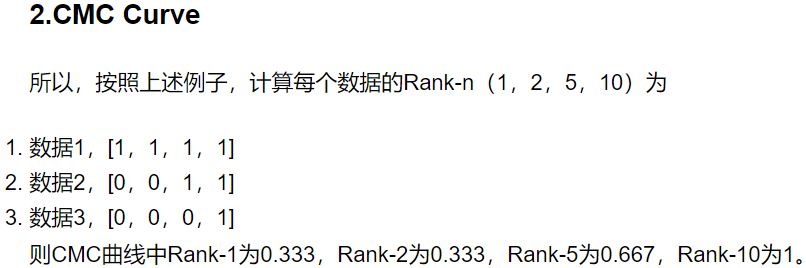 2.CMC Curve
所以，按照上述例子，计算每个数据的Rank-n（1，2，5，10）为
1. 数据1，[1，1，1，1]
2. 数据2，[0，0，1，1]
3. 数据3，[0，0，0，1]
则CMC曲线中Rank-1为0.333，Rank-2为0.333，Rank-5为0.667，Rank-10为1。